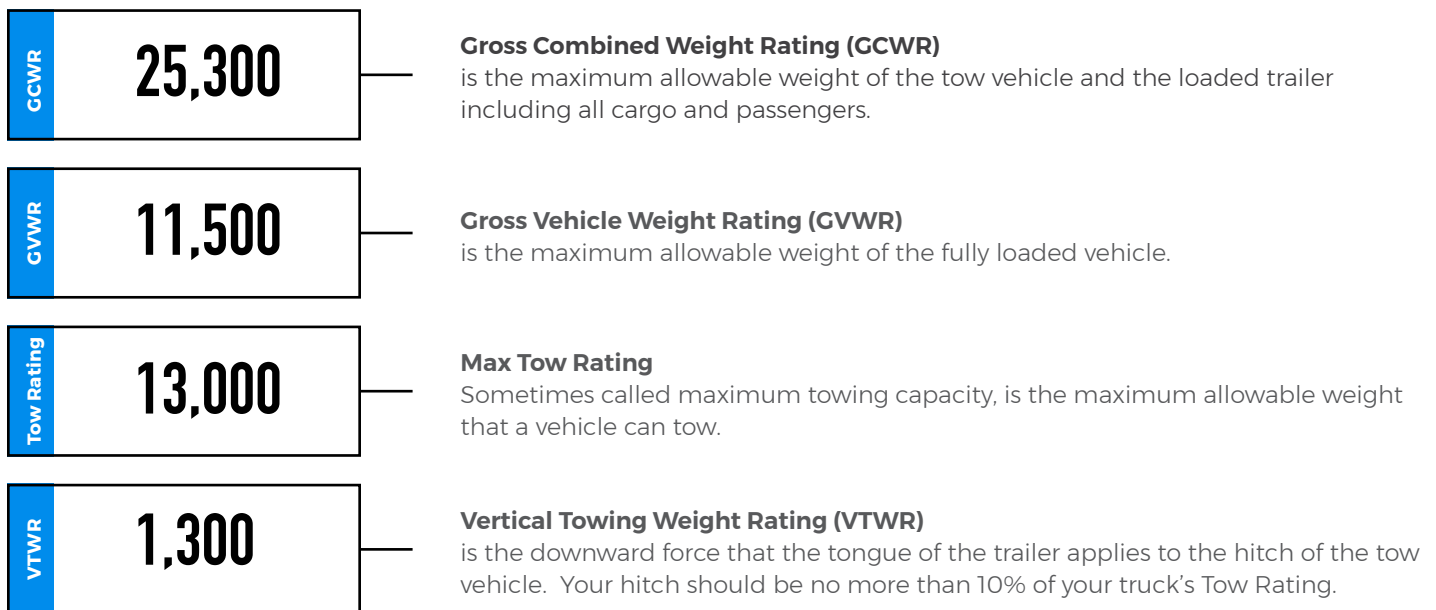 GCWR
25,300
Gross Combined Weight Rating (GCWR)
is the maximum allowable weight of the tow vehicle and the loaded trailer
including all cargo and passengers.
GVWR
11,500
Gross Vehicle Weight Rating (GVWR)
is the maximum allowable weight of the fully loaded vehicle.
Tow Rating
13,000
Max Tow Rating
Sometimes called maximum towing capacity, is the maximum allowable weight
that a vehicle can tow.
VTWR
1,300
Vertical Towing Weight Rating (VTWR)
is the downward force that the tongue of the trailer applies to the hitch of the tow
vehicle.  Your hitch should be no more than 10% of your truck's Tow Rating.